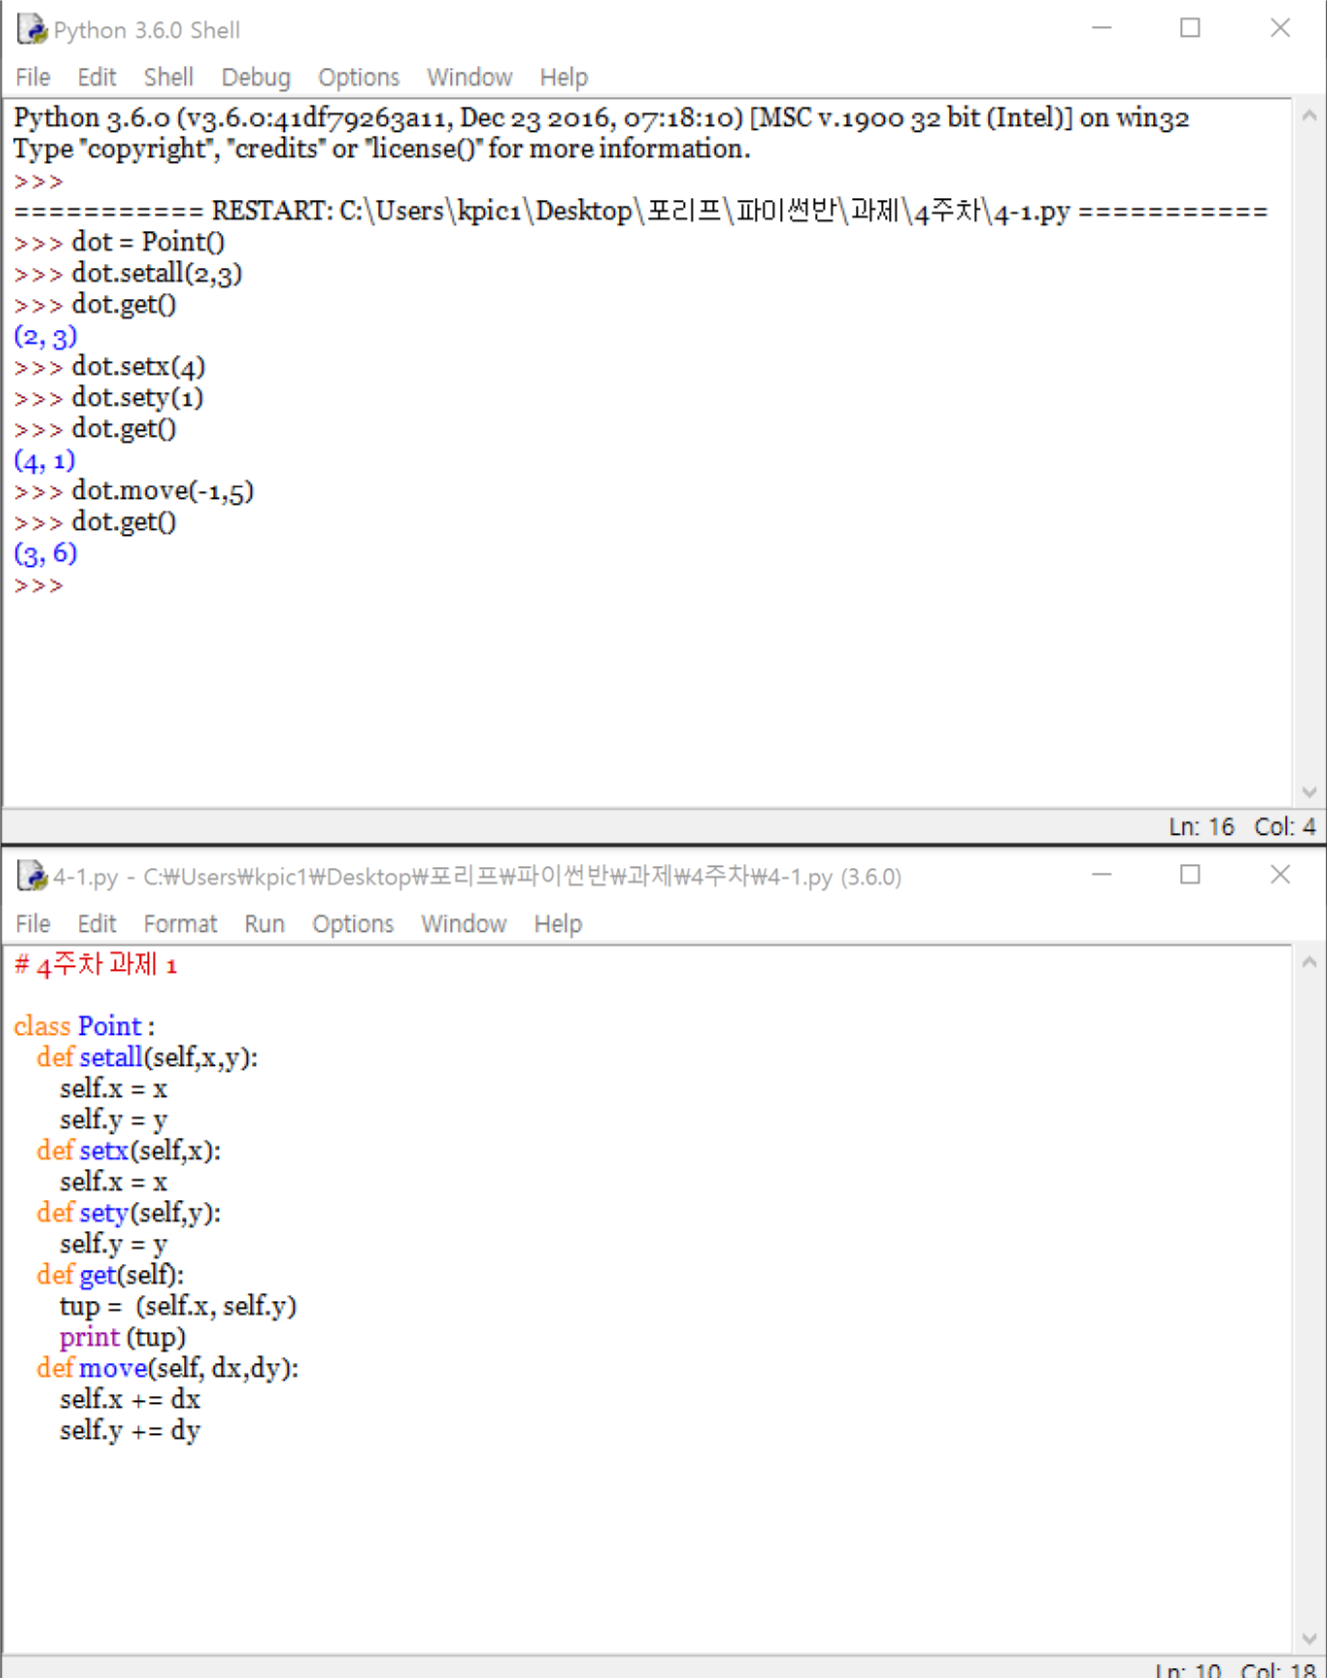 Python 3.6.0 Shell
File Edit Shell Debug Options Window Help
Python 3.6.0 (v3.6.0:41df79263a11, Dec 23 2016, 07:18:10) [MSC v.1900 32 bit (Intel)] on win32
Type "copyright", "credits" or "license()" for more information.
>>>
=========== RESTART: C:\Users\kpic1\Desktop\포리프\파이썬반\과제\4주차\4-1.py ===========
>>> dot = Point()
>>> dot.setall(2,3)
>>> dot.get()
(2, 3)
>>> dot.setx(4)
>>> dot.sety(1)
>>> dot.get()
(4, 1)
>>> dot.move(-1,5)
>>> dot.get()
(3, 6)
>>>
Ln: 16 Col: 4
4-1.py - C:₩Users₩kpic1₩Desktop₩포리프₩파이썬반₩과제₩4주차₩4-1.py (3.6.0)
File Edit Format Run Options Window Help
# 4주차 과제 1
class Point :
def setall(self,x,y):
self.x = x
self.y = y
def setx(self,x):
self.x = x
def sety(self,y):
self.y = y
def get(self):
tup =  (self.x, self.y)
print (tup)
def move(self, dx,dy):
self.x += dx
self.y += dy
Ln: 10 Col: 18